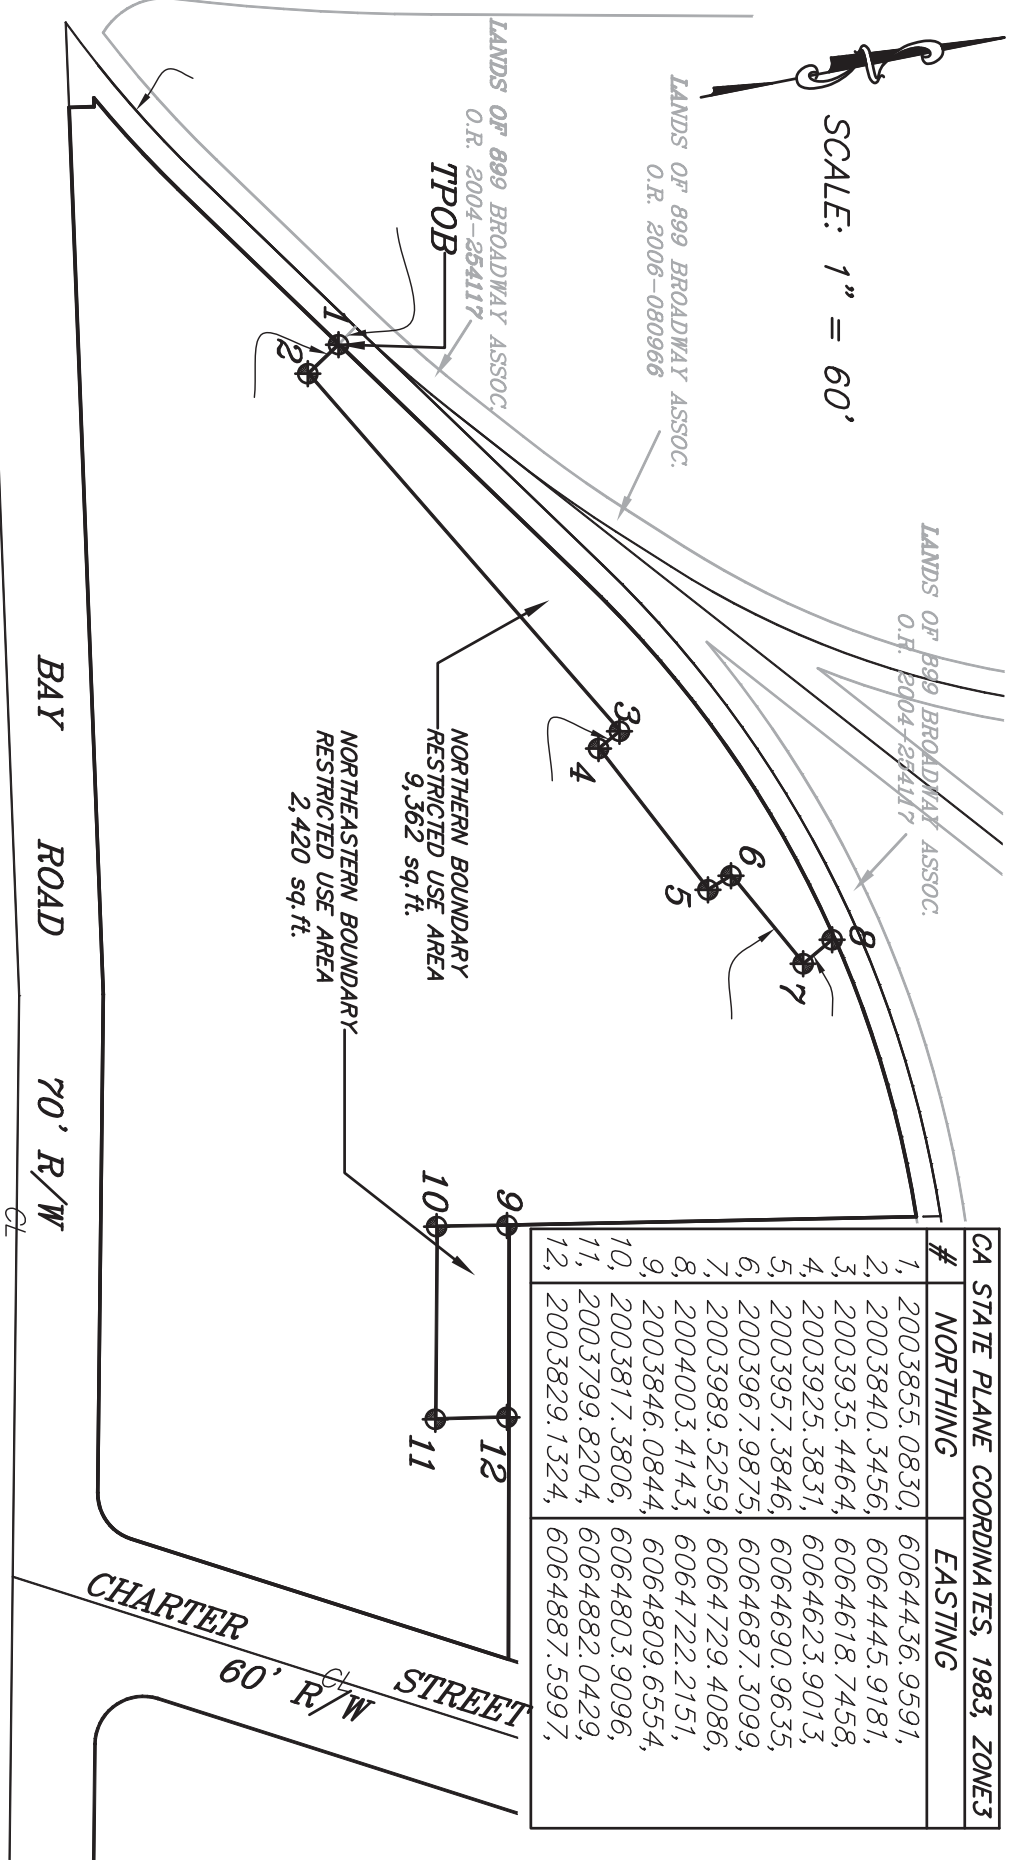 SCALE: 1" = 60'
LANDS OF 899 BROADWAY ASSOC.
O.R. 2004-254117
LANDS OF 899 BROADWAY ASSOC.
O.R. 2006-080966
LANDS OF 899 BROADWAY ASSOC.
O.R. 2004-254117
TPOB
1
2
3
4
5
6
7
8
9
10
11
12
NORTHERN BOUNDARY
RESTRICTED USE AREA
9,362 sq.ft.
NORTHEASTERN BOUNDARY
RESTRICTED USE AREA
2,420 sq.ft.
CA STATE PLANE COORDINATES, 1983, ZONE3
# NORTHING EASTING
1, 2003855.0830, 6064436.9591,
2, 2003840.3456, 6064445.9181,
3, 2003935.4464, 6064618.7458,
4, 2003925.3831, 6064623.9013,
5, 2003957.3846, 6064690.9635,
6, 2003967.9875, 6064687.3099,
7, 2003989.5259, 6064729.4086,
8, 2004003.4143, 6064722.2151,
9, 2003846.0844, 6064809.6554,
10, 2003817.3806, 6064803.9096,
11, 2003799.8204, 6064882.0429,
12, 2003829.1324, 6064887.5997,
BAY ROAD 70' R/W
CL
CHARTER STREET
60' R/W
CL